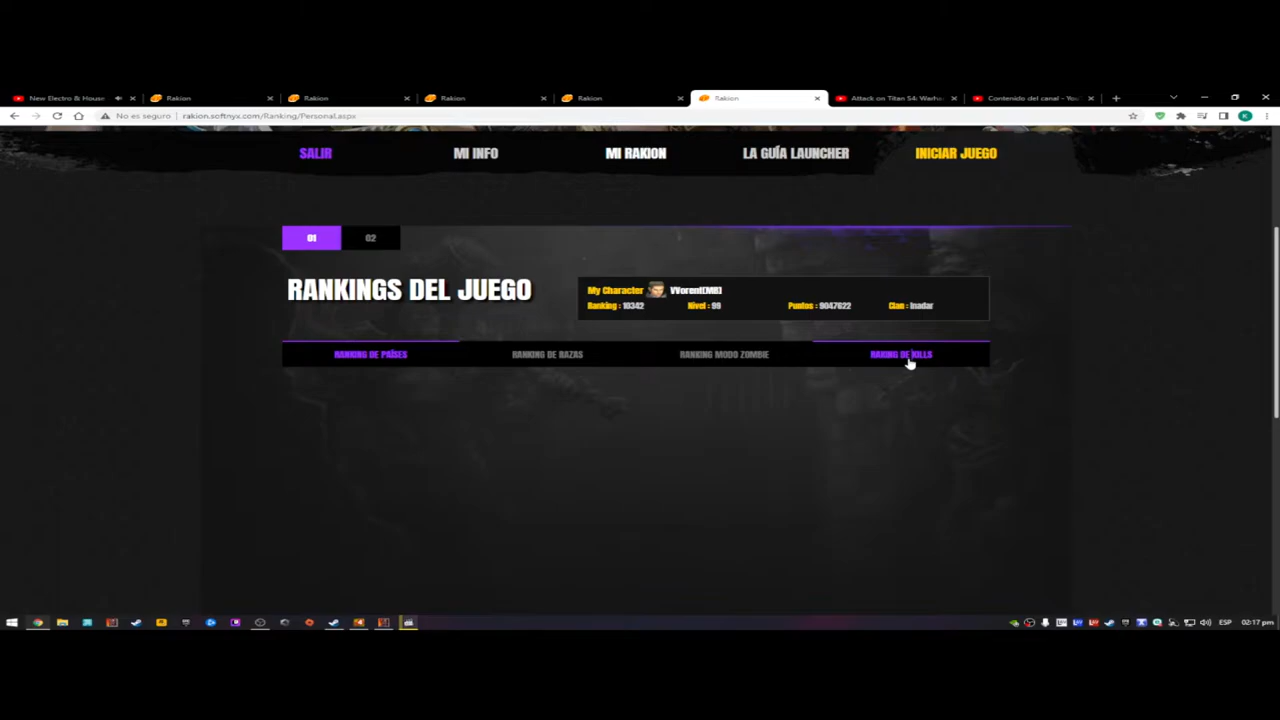 New Electro & House
Rakion
Rakion
Rakion
Rakion
Rakion
Attack on Titan S4: Warha
Contenido del canal - You
No es seguro
rakion.softnyx.com/Ranking/Personal.aspx
K
SALIR
MI INFO
MI RAKION
LA GUÍA LAUNCHER
INICIAR JUEGO
01
02
RANKINGS DEL JUEGO
My Character
Ranking : 10342
Nivel : 99
Puntos : 9047622
Clan : Inadar
RANKING DE PAÍSES
RANKING DE RAZAS
RANKING MODO ZOMBIE
RAKING DE KILLS
ESP
02:17 pm